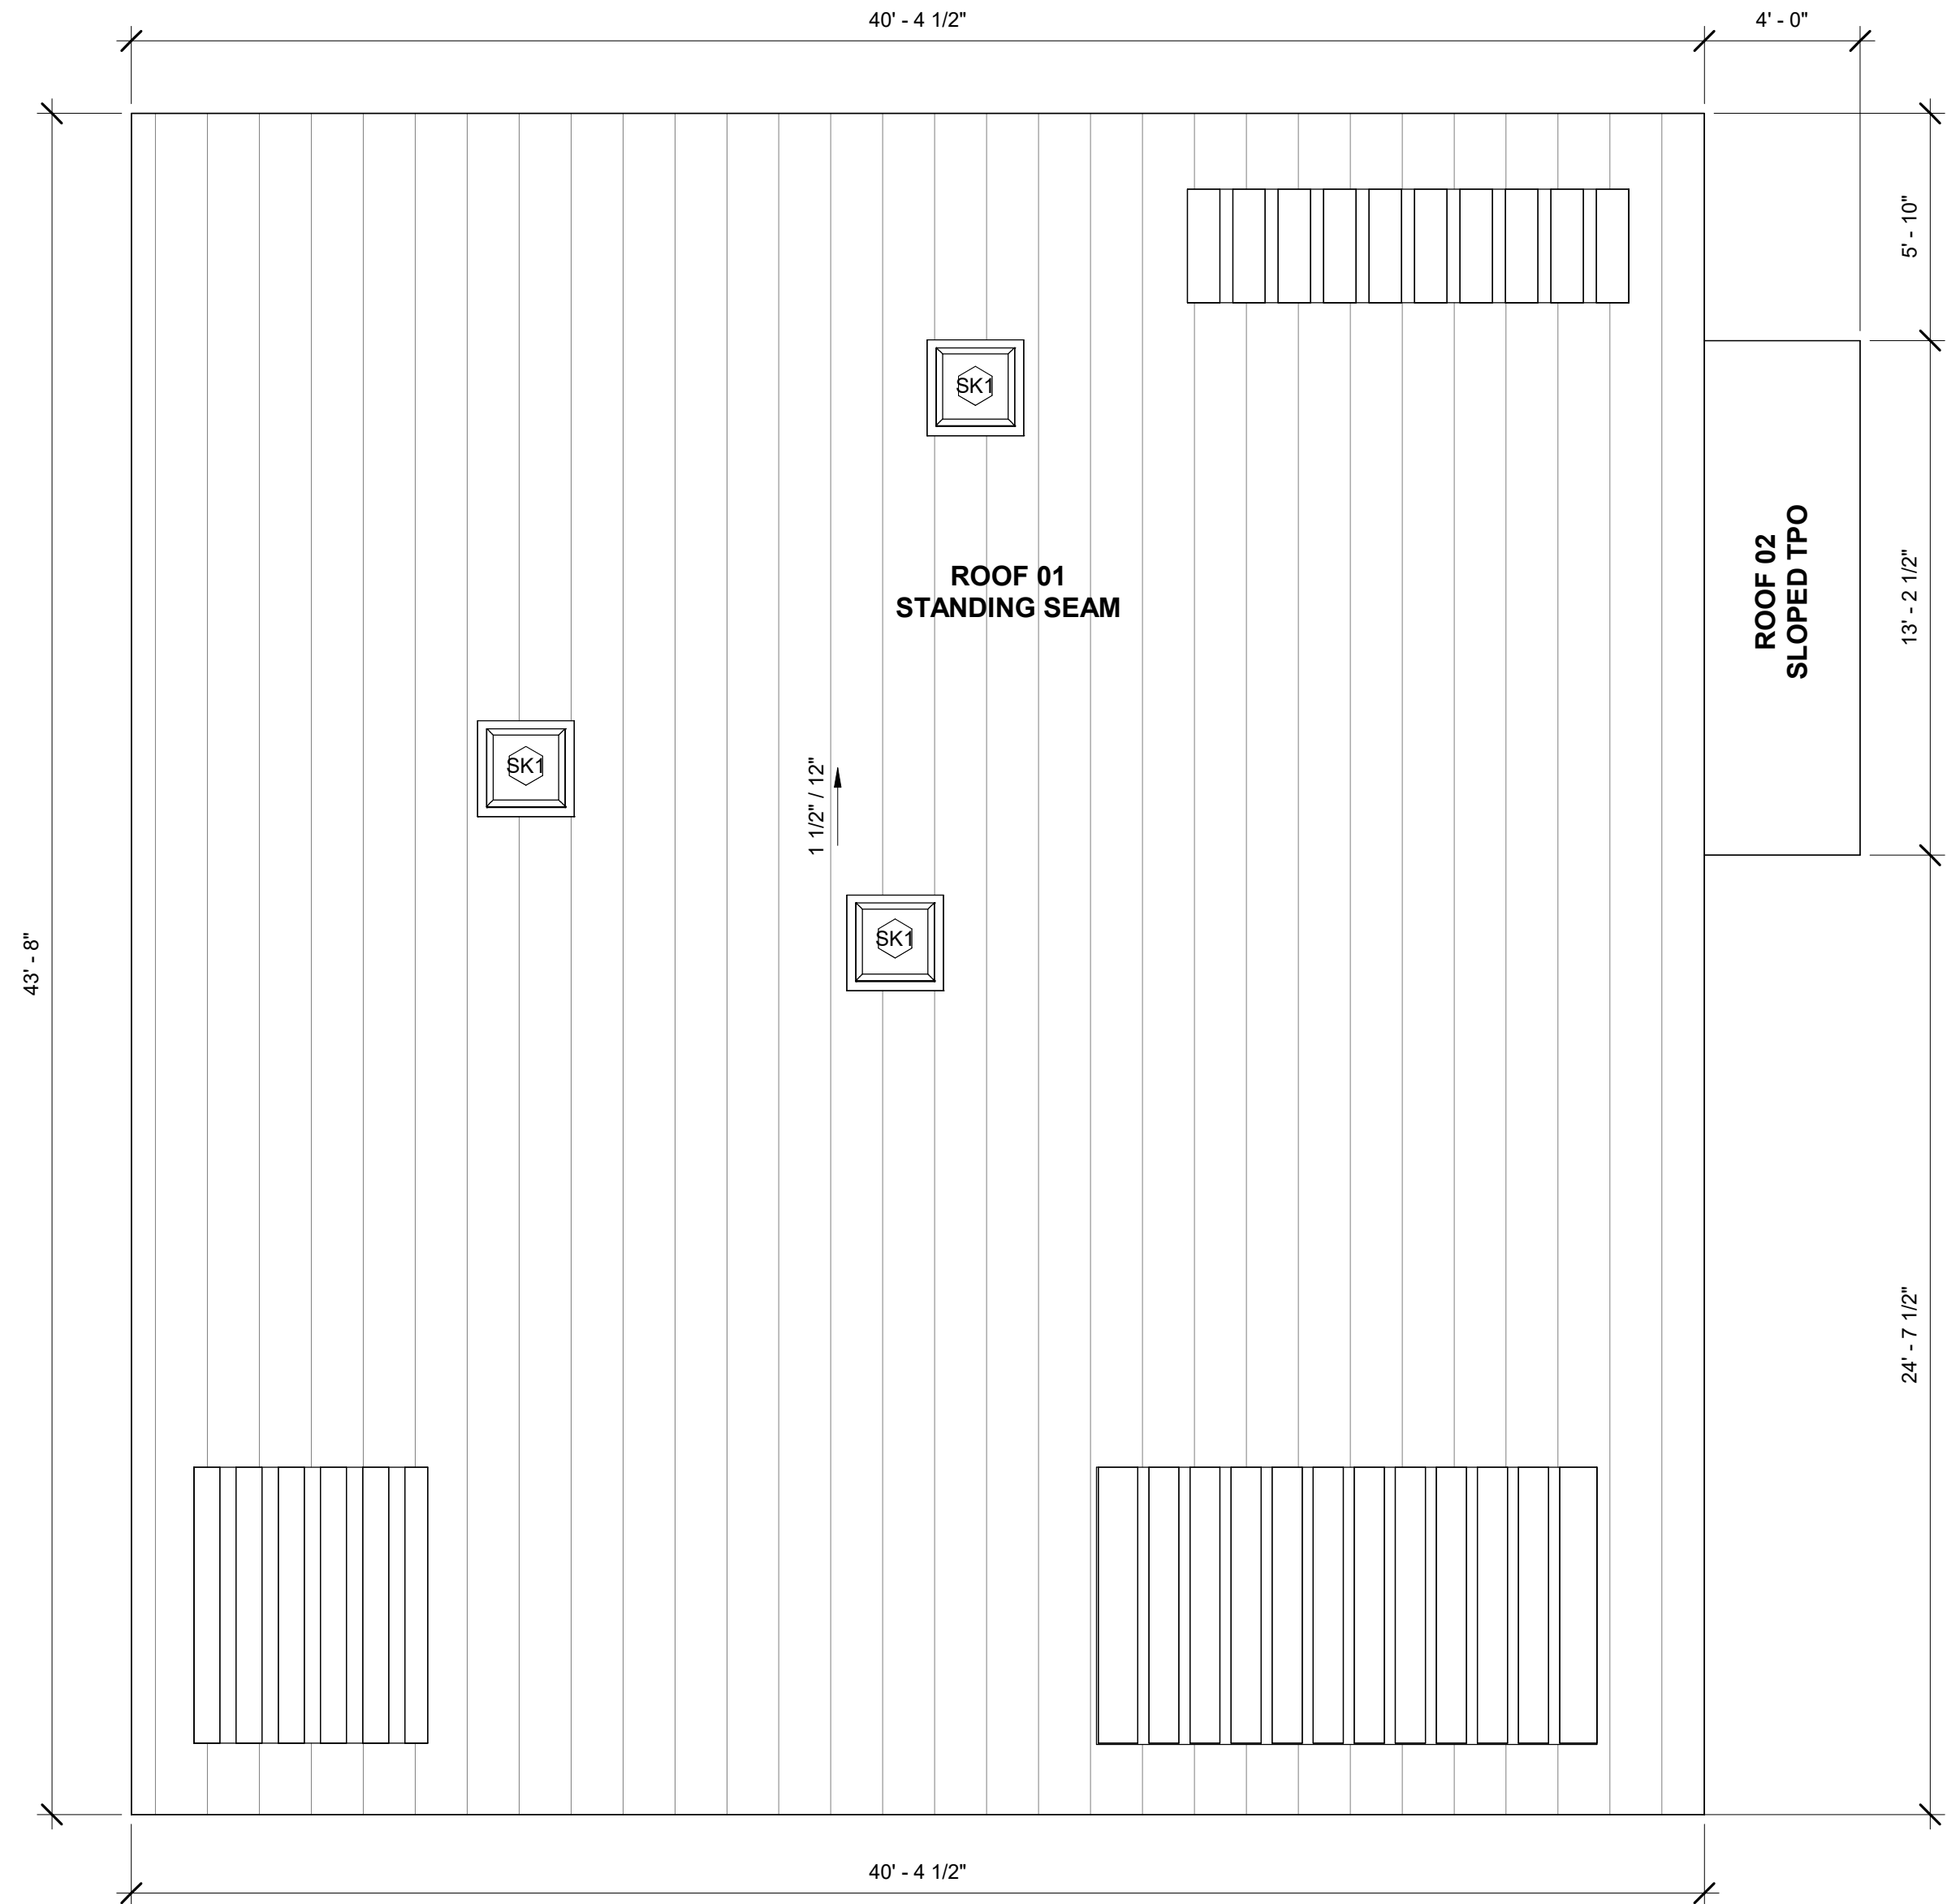 40' - 4 1/2"
4' - 0"
5' - 10"
SK1
ROOF 01
STANDING SEAM
ROOF 02
SLOPED TPO
13' - 2 1/2"
SK1
1 1/2" / 12"
SK1
43' - 8"
24' - 7 1/2"
40' - 4 1/2"